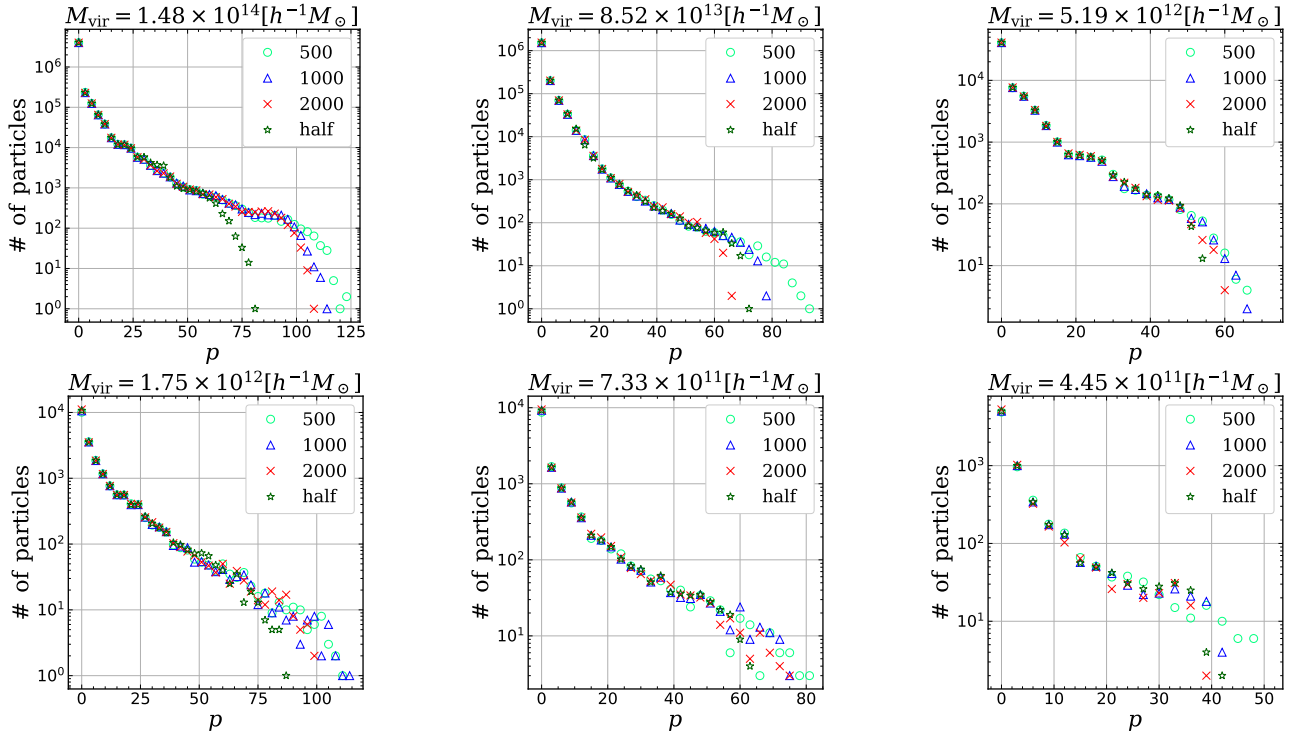 M_vir = 1.48 × 10^14 [h^−1 M_⊙]
# of particles
10^6
10^5
10^4
10^3
10^2
10^1
10^0
0 25 50 75 100 125
p
500
1000
2000
half
M_vir = 8.52 × 10^13 [h^−1 M_⊙]
# of particles
10^6
10^5
10^4
10^3
10^2
10^1
10^0
0 20 40 60 80
p
500
1000
2000
half
M_vir = 5.19 × 10^12 [h^−1 M_⊙]
# of particles
10^4
10^3
10^2
10^1
0 20 40 60
p
500
1000
2000
half
M_vir = 1.75 × 10^12 [h^−1 M_⊙]
# of particles
10^4
10^3
10^2
10^1
10^0
0 25 50 75 100
p
500
1000
2000
half
M_vir = 7.33 × 10^11 [h^−1 M_⊙]
# of particles
10^4
10^3
10^2
10^1
0 20 40 60 80
p
500
1000
2000
half
M_vir = 4.45 × 10^11 [h^−1 M_⊙]
# of particles
10^3
10^2
10^1
0 10 20 30 40 50
p
500
1000
2000
half